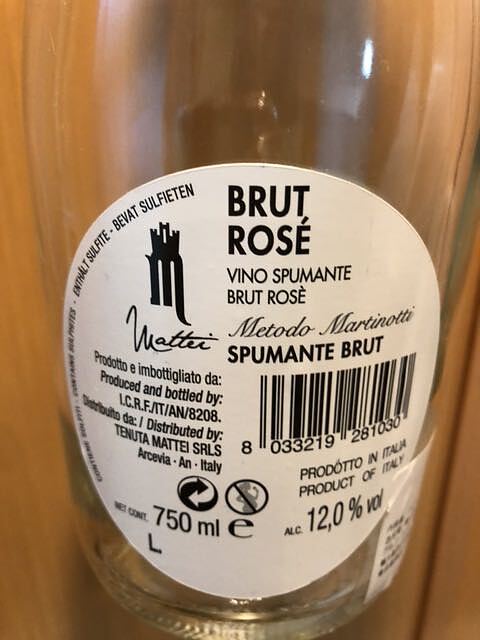 CONTIENE SOLFITI - CONTAINS SULPHITES - ENTHÄLT SULFITE - BEVAT SULFIETEN
BRUT
ROSÉ
VINO SPUMANTE
BRUT ROSÈ
Mattei
Metodo Martinotti
SPUMANTE BRUT
Prodotto e imbottigliato da:
Produced and bottled by:
I.C.R.F./IT/AN/8208.
Distribuito da: / Distributed by:
TENUTA MATTEI SRLS
Arcevia - An - Italy
8 033219 281030
PRODÓTTO IN ITALIA
PRODUCT OF ITALY
NET CONT. 750 ml e
ALC. 12,0 % vol
L.